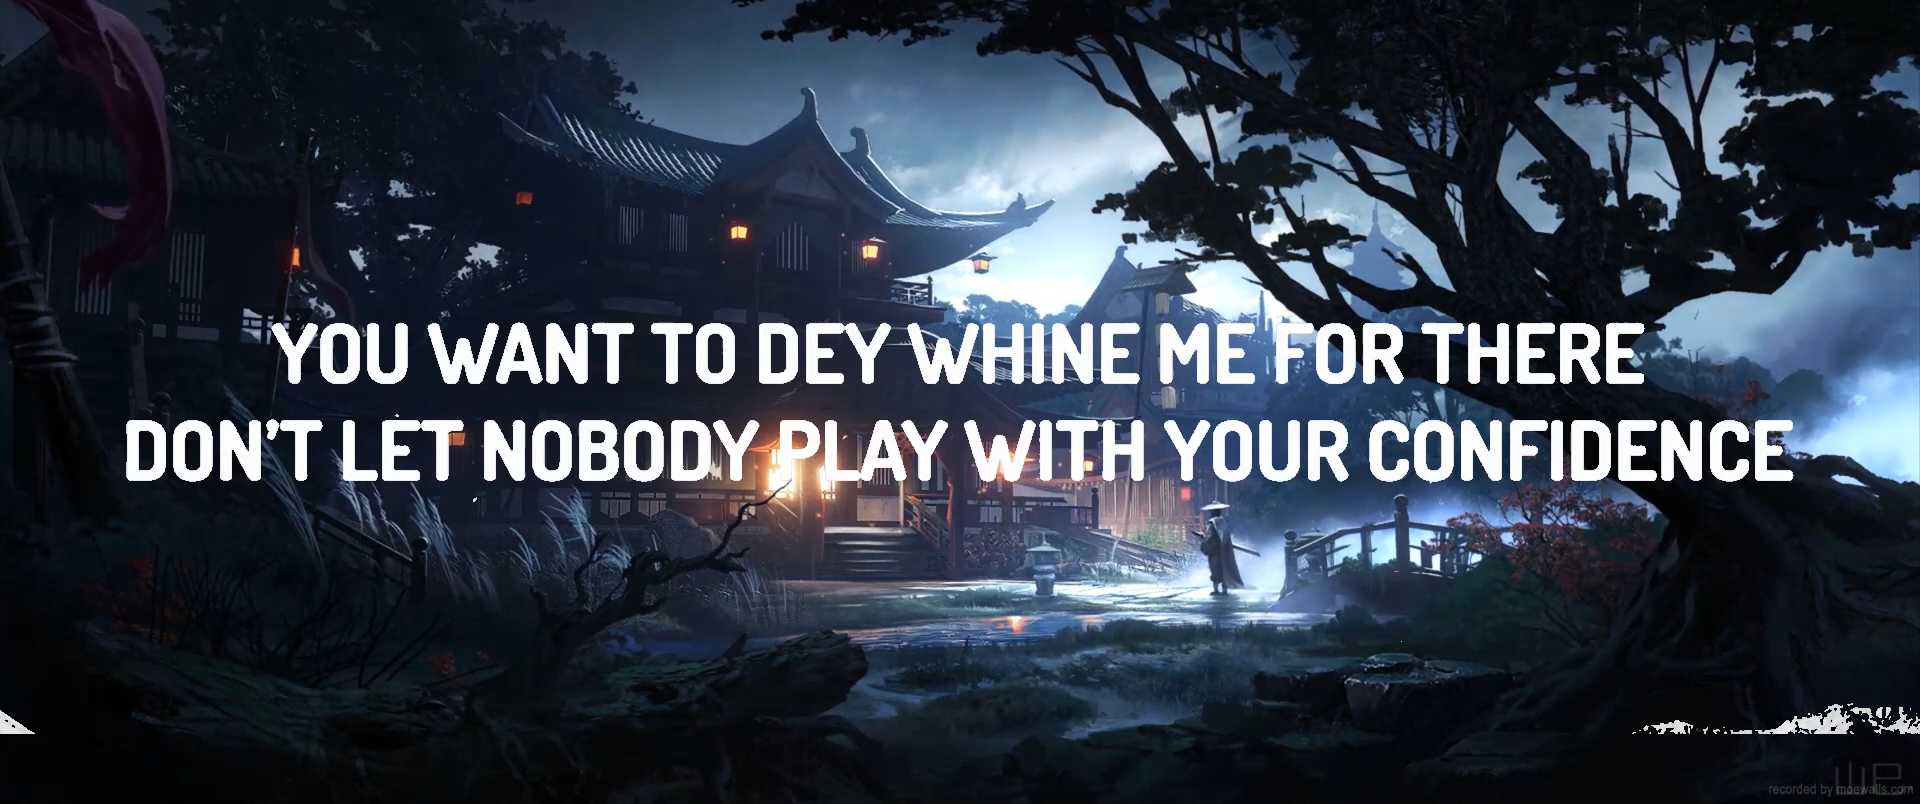 YOU WANT TO DEY WHINE ME FOR THERE
DON'T LET NOBODY PLAY WITH YOUR CONFIDENCE
recorded by moewalls.com